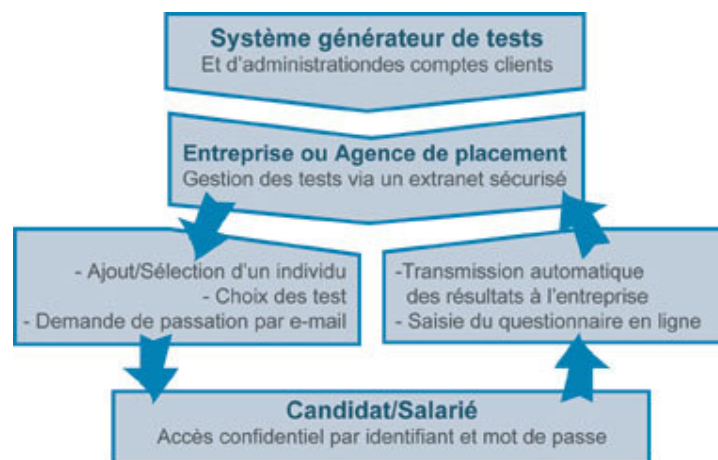 Système générateur de tests
Et d'administrationdes comptes clients
Entreprise ou Agence de placement
Gestion des tests via un extranet sécurisé
- Ajout/Sélection d'un individu
- Choix des test
- Demande de passation par e-mail
-Transmission automatique
des résultats à l'entreprise
- Saisie du questionnaire en ligne
Candidat/Salarié
Accès confidentiel par identifiant et mot de passe